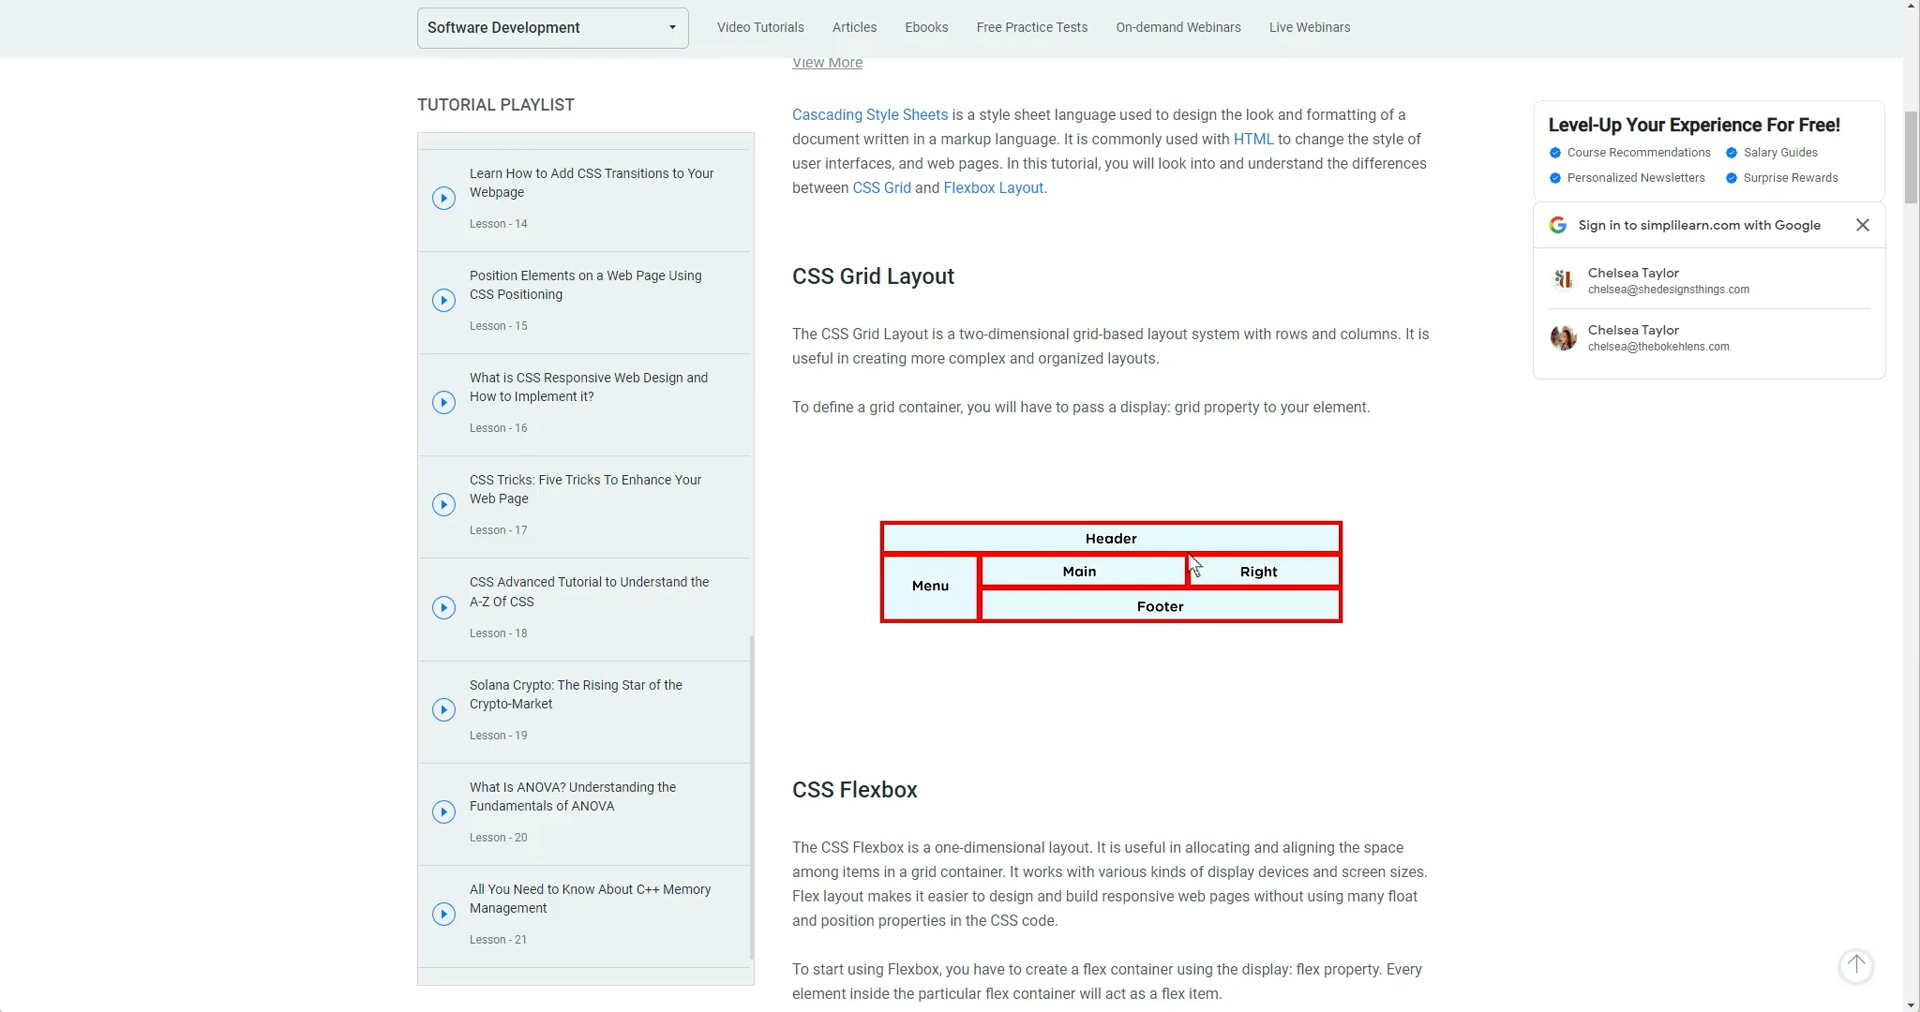 Software Development
Video Tutorials
Articles
Ebooks
Free Practice Tests
On-demand Webinars
Live Webinars
TUTORIAL PLAYLIST
Learn How to Add CSS Transitions to Your
Webpage
Lesson - 14
Position Elements on a Web Page Using
CSS Positioning
Lesson - 15
What is CSS Responsive Web Design and
How to Implement it?
Lesson - 16
CSS Tricks: Five Tricks To Enhance Your
Web Page
Lesson - 17
CSS Advanced Tutorial to Understand the
A-Z Of CSS
Lesson - 18
Solana Crypto: The Rising Star of the
Crypto-Market
Lesson - 19
What Is ANOVA? Understanding the
Fundamentals of ANOVA
Lesson - 20
All You Need to Know About C++ Memory
Management
Lesson - 21
View More
Cascading Style Sheets is a style sheet language used to design the look and formatting of a
document written in a markup language. It is commonly used with HTML to change the style of
user interfaces, and web pages. In this tutorial, you will look into and understand the differences
between CSS Grid and Flexbox Layout.
CSS Grid Layout
The CSS Grid Layout is a two-dimensional grid-based layout system with rows and columns. It is
useful in creating more complex and organized layouts.
To define a grid container, you will have to pass a display: grid property to your element.
Header
Menu
Main
Right
Footer
CSS Flexbox
The CSS Flexbox is a one-dimensional layout. It is useful in allocating and aligning the space
among items in a grid container. It works with various kinds of display devices and screen sizes.
Flex layout makes it easier to design and build responsive web pages without using many float
and position properties in the CSS code.
To start using Flexbox, you have to create a flex container using the display: flex property. Every
element inside the particular flex container will act as a flex item.
Level-Up Your Experience For Free!
Course Recommendations
Salary Guides
Personalized Newsletters
Surprise Rewards
Sign in to simplilearn.com with Google
Chelsea Taylor
chelsea@shedesignsthings.com
Chelsea Taylor
chelsea@thebokehlens.com